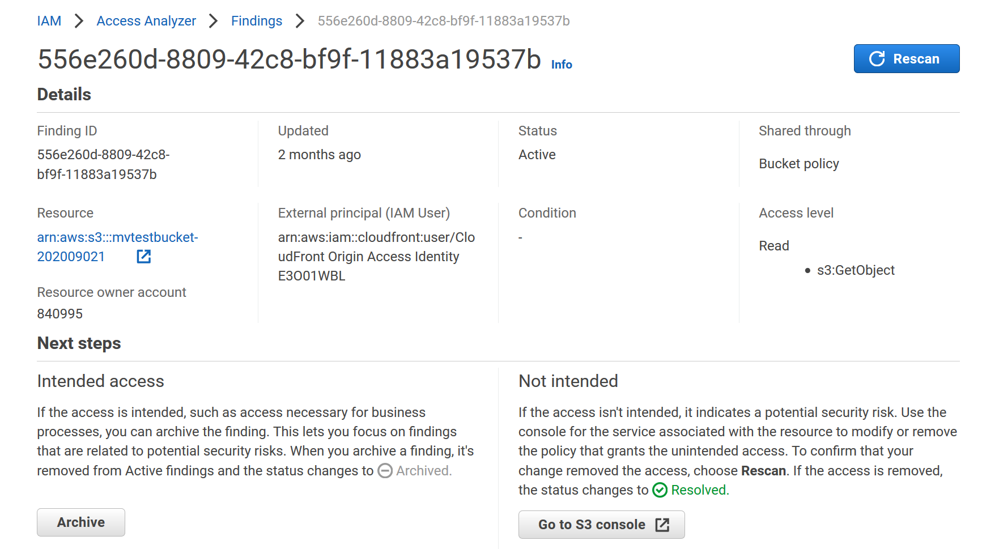 IAM > Access Analyzer > Findings > 556e260d-8809-42c8-bf9f-11883a19537b
556e260d-8809-42c8-bf9f-11883a19537b Info
Rescan
Details
Finding ID
556e260d-8809-42c8-
bf9f-11883a19537b
Updated
2 months ago
Status
Active
Shared through
Bucket policy
Resource
arn:aws:s3:::mvtestbucket-
202009021
Resource owner account
840995
External principal (IAM User)
arn:aws:iam::cloudfront:user/Clo
udFront Origin Access Identity
E3O01WBL
Condition
-
Access level
Read
• s3:GetObject
Next steps
Intended access
If the access is intended, such as access necessary for business
processes, you can archive the finding. This lets you focus on findings
that are related to potential security risks. When you archive a finding, it's
removed from Active findings and the status changes to Archived.
Archive
Not intended
If the access isn't intended, it indicates a potential security risk. Use the
console for the service associated with the resource to modify or remove
the policy that grants the unintended access. To confirm that your
change removed the access, choose Rescan. If the access is removed,
the status changes to Resolved.
Go to S3 console